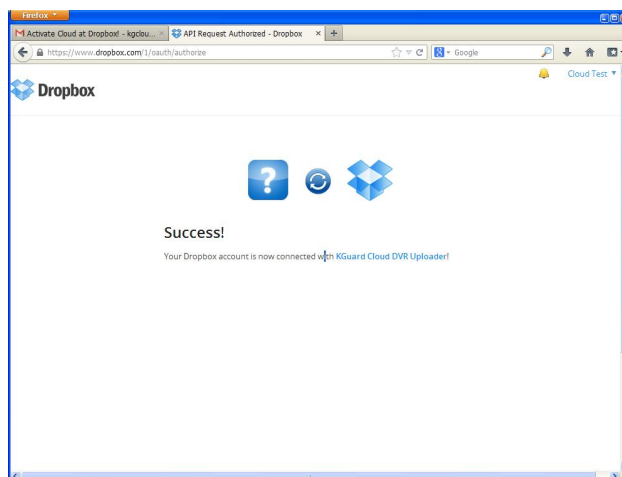 Firefox
Activate Cloud at Dropbox! - kgclou...
API Request Authorized - Dropbox
https://www.dropbox.com/1/oauth/authorize
Google
Cloud Test
Dropbox
?
Success!
Your Dropbox account is now connected with KGuard Cloud DVR Uploader!